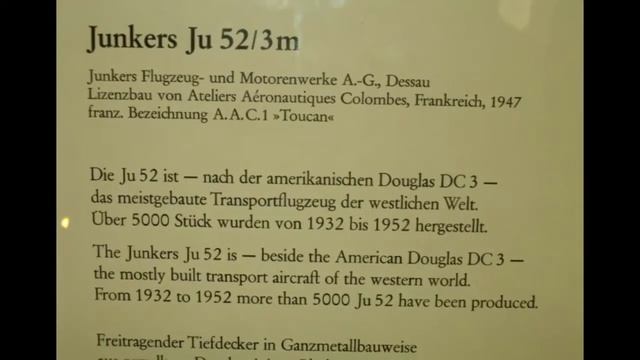 Junkers Ju 52/3m
Junkers Flugzeug- und Motorenwerke A.-G., Dessau
Lizenzbau von Ateliers Aéronautiques Colombes, Frankreich, 1947
franz. Bezeichnung A.A.C.1 »Toucan«
Die Ju 52 ist — nach der amerikanischen Douglas DC 3 —
das meistgebaute Transportflugzeug der westlichen Welt.
Über 5000 Stück wurden von 1932 bis 1952 hergestellt.
The Junkers Ju 52 is — beside the American Douglas DC 3 —
the mostly built transport aircraft of the western world.
From 1932 to 1952 more than 5000 Ju 52 have been produced.
Freitragender Tiefdecker in Ganzmetallbauweise